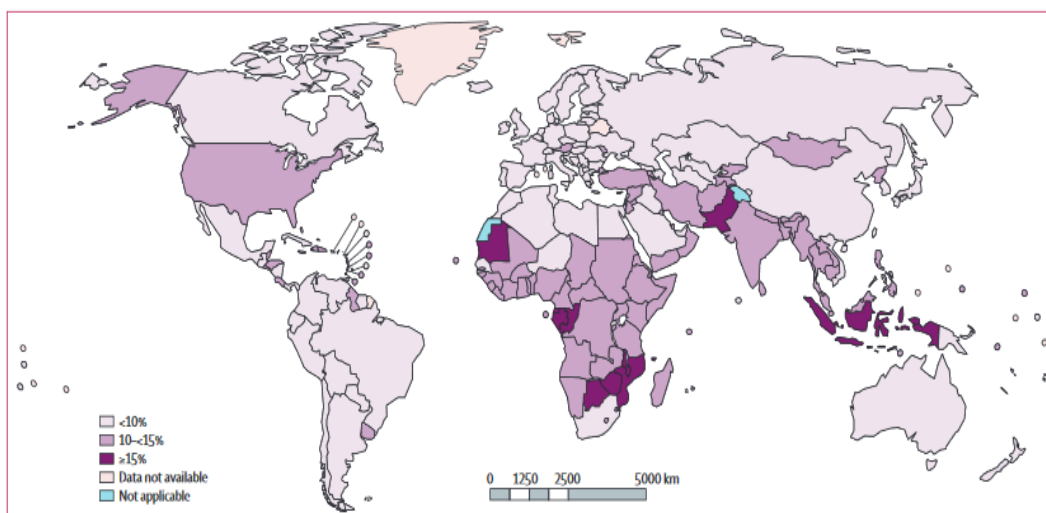 <10%
10–<15%
≥15%
Data not available
Not applicable
0 1250 2500 5000 km